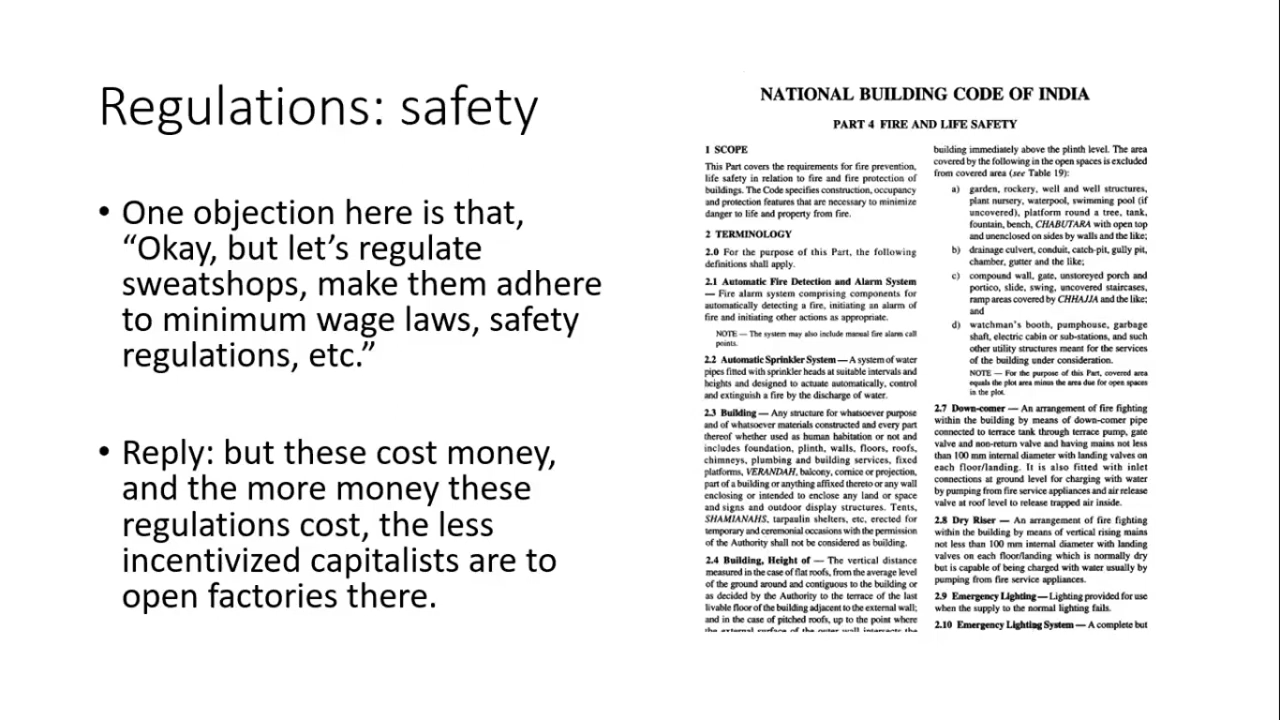 Regulations: safety
• One objection here is that,
“Okay, but let’s regulate
sweatshops, make them adhere
to minimum wage laws, safety
regulations, etc.”
• Reply: but these cost money,
and the more money these
regulations cost, the less
incentivized capitalists are to
open factories there.
NATIONAL BUILDING CODE OF INDIA
PART 4 FIRE AND LIFE SAFETY
1 SCOPE
This Part covers the requirements for fire prevention,
life safety in relation to fire and fire protection of
buildings. The Code specifies construction, occupancy
and protection features that are necessary to minimize
danger to life and property from fire.
2 TERMINOLOGY
2.0 For the purpose of this Part, the following
definitions shall apply.
2.1 Automatic Fire Detection and Alarm System
— Fire alarm system comprising components for
automatically detecting a fire, initiating an alarm of
fire and initiating other actions as appropriate.
NOTE — The system may also include manual fire alarm call
points.
2.2 Automatic Sprinkler System — A system of water
pipes fitted with sprinkler heads at suitable intervals and
heights and designed to actuate automatically, control
and extinguish a fire by the discharge of water.
2.3 Building — Any structure for whatsoever purpose
and of whatsoever materials constructed and every part
thereof whether used as human habitation or not and
includes foundation, plinth, walls, floors, roofs,
chimneys, plumbing and building services, fixed
platforms, VERANDAH, balcony, cornice or projection,
part of a building or anything affixed thereto or any wall
enclosing or intended to enclose any land or space
and signs and outdoor display structures. Tents,
SHAMIANAHS, tarpaulin shelters, etc, erected for
temporary and ceremonial occasions with the permission
of the Authority shall not be considered as building.
2.4 Building, Height of — The vertical distance
measured in the case of flat roofs, from the average level
of the ground around and contiguous to the building or
as decided by the Authority to the terrace of the last
livable floor of the building adjacent to the external wall;
and in the case of pitched roofs, up to the point where
the external surface of the outer wall intersects the
building immediately above the plinth level. The area
covered by the following in the open spaces is excluded
from covered area (see Table 19):
a) garden, rockery, well and well structures,
plant nursery, waterpool, swimming pool (if
uncovered), platform round a tree, tank,
fountain, bench, CHABUTARA with open top
and unenclosed on sides by walls and the like;
b) drainage culvert, conduit, catch-pit, gully pit,
chamber, gutter and the like;
c) compound wall, gate, unstoreyed porch and
portico, slide, swing, uncovered staircases,
ramp areas covered by CHHAJJA and the like;
and
d) watchman’s booth, pumphouse, garbage
shaft, electric cabin or sub-stations, and such
other utility structures meant for the services
of the building under consideration.
NOTE — For the purpose of this Part, covered area
equals the plot area minus the area due for open spaces
in the plot.
2.7 Down-comer — An arrangement of fire fighting
within the building by means of down-comer pipe
connected to terrace tank through terrace pump, gate
valve and non-return valve and having mains not less
than 100 mm internal diameter with landing valves on
each floor/landing. It is also fitted with inlet
connections at ground level for charging with water
by pumping from fire service appliances and air release
valve at roof level to release trapped air inside.
2.8 Dry Riser — An arrangement of fire fighting
within the building by means of vertical rising mains
not less than 100 mm internal diameter with landing
valves on each floor/landing which is normally dry
but is capable of being charged with water usually by
pumping from fire service appliances.
2.9 Emergency Lighting — Lighting provided for use
when the supply to the normal lighting fails.
2.10 Emergency Lighting System — A complete but